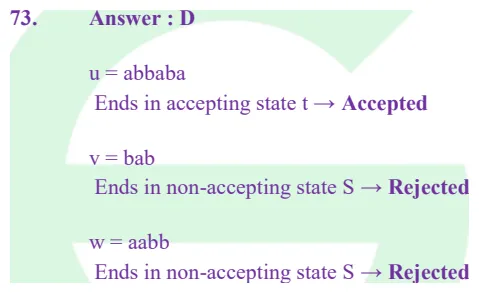 73. Answer : D
u = abbaba
Ends in accepting state t → Accepted
v = bab
Ends in non-accepting state S → Rejected
w = aabb
Ends in non-accepting state S → Rejected